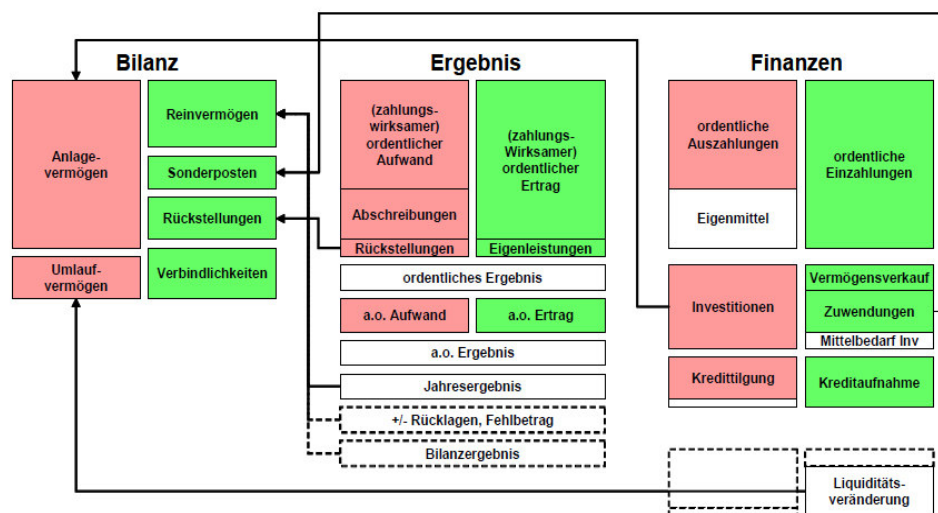 Bilanz
Anlage-
vermögen
Umlauf-
vermögen
Reinvermögen
Sonderposten
Rückstellungen
Verbindlichkeiten
Ergebnis
(zahlungs-
wirksamer)
ordentlicher
Aufwand
Abschreibungen
Rückstellungen
(zahlungs-
Wirksamer)
ordentlicher
Ertrag
Eigenleistungen
ordentliches Ergebnis
a.o. Aufwand
a.o. Ertrag
a.o. Ergebnis
Jahresergebnis
+/- Rücklagen, Fehlbetrag
Bilanzergebnis
Finanzen
ordentliche
Auszahlungen
Eigenmittel
ordentliche
Einzahlungen
Investitionen
Vermögensverkauf
Zuwendungen
Mittelbedarf Inv
Kredittilgung
Kreditaufnahme
Liquiditäts-
veränderung